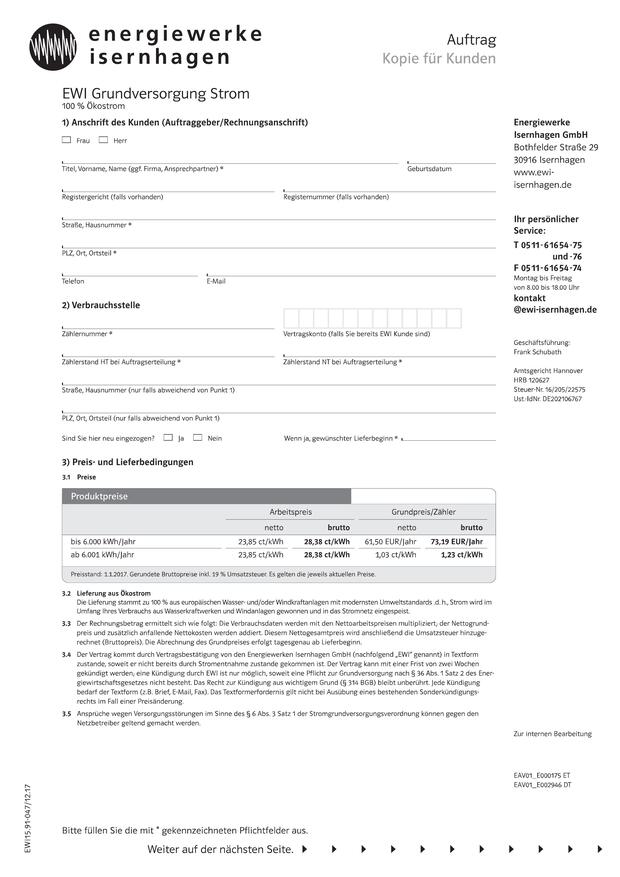 energiewerke
isernhagen
Auftrag
Kopie für Kunden
EWI Grundversorgung Strom
100 % Ökostrom
1) Anschrift des Kunden (Auftraggeber/Rechnungsanschrift)
Frau Herr
Titel, Vorname, Name (ggf. Firma, Ansprechpartner) * Geburtsdatum
Registergericht (falls vorhanden) Registernummer (falls vorhanden)
Straße, Hausnummer *
PLZ, Ort, Ortsteil *
Telefon E-Mail
2) Verbrauchsstelle
Zählernummer * Vertragskonto (falls Sie bereits EWI Kunde sind)
Zählerstand HT bei Auftragserteilung * Zählerstand NT bei Auftragserteilung *
Straße, Hausnummer (nur falls abweichend von Punkt 1)
PLZ, Ort, Ortsteil (nur falls abweichend von Punkt 1)
Sind Sie hier neu eingezogen? Ja Nein Wenn ja, gewünschter Lieferbeginn *
3) Preis- und Lieferbedingungen
3.1 Preise
Produktpreise
Arbeitspreis Grundpreis/Zähler
netto brutto netto brutto
bis 6.000 kWh/Jahr 23,85 ct/kWh 28,38 ct/kWh 61,50 EUR/Jahr 73,19 EUR/Jahr
ab 6.001 kWh/Jahr 23,85 ct/kWh 28,38 ct/kWh 1,03 ct/kWh 1,23 ct/kWh
Preisstand: 1.1.2017. Gerundete Bruttopreise inkl. 19 % Umsatzsteuer. Es gelten die jeweils aktuellen Preise.
3.2 Lieferung aus Ökostrom
Die Lieferung stammt zu 100 % aus europäischen Wasser- und/oder Windkraftanlagen mit modernsten Umweltstandards ,d. h., Strom wird im
Umfang Ihres Verbrauchs aus Wasserkraftwerken und Windanlagen gewonnen und in das Stromnetz eingespeist.
3.3 Der Rechnungsbetrag ermittelt sich wie folgt: Die Verbrauchsdaten werden mit den Nettoarbeitspreisen multipliziert, der Nettogrund-
preis und zusätzlich anfallende Nettokosten werden addiert. Diesem Nettogesamtpreis wird anschließend die Umsatzsteuer hinzuge-
rechnet (Bruttopreis). Die Abrechnung des Grundpreises erfolgt tagesgenau ab Lieferbeginn.
3.4 Der Vertrag kommt durch Vertragsbestätigung von den Energiewerken Isernhagen GmbH (nachfolgend „EWI“ genannt) in Textform
zustande, soweit er nicht bereits durch Stromentnahme zustande gekommen ist. Der Vertrag kann mit einer Frist von zwei Wochen
gekündigt werden; eine Kündigung durch EWI ist nur möglich, soweit eine Pflicht zur Grundversorgung nach § 36 Abs. 1 Satz 2 des Ener-
giewirtschaftsgesetzes nicht besteht. Das Recht zur Kündigung aus wichtigem Grund (§ 314 BGB) bleibt unberührt. Jede Kündigung
bedarf der Textform (z.B. Brief, E-Mail, Fax). Das Textformerfordernis gilt nicht bei Ausübung eines bestehenden Sonderkündigungs-
rechts im Fall einer Preisänderung.
3.5 Ansprüche wegen Versorgungsstörungen im Sinne des § 6 Abs. 3 Satz 1 der Stromgrundversorgungsverordnung können gegen den
Netzbetreiber geltend gemacht werden.
Energiewerke
Isernhagen GmbH
Bothfelder Straße 29
30916 Isernhagen
www.ewi-
isernhagen.de
Ihr persönlicher
Service:
T 0511-61654-75
und -76
F 0511-61654-74
Montag bis Freitag
von 8.00 bis 18.00 Uhr
kontakt
@ewi-isernhagen.de
Geschäftsführung:
Frank Schubath
Amtsgericht Hannover
HRB 120627
Steuer-Nr. 16/205/22575
Ust.-IdNr. DE202106767
Zur internen Bearbeitung
EAV01_E000175 ET
EAV01_E002946 DT
EWI15.91-047/12.17
Bitte füllen Sie die mit * gekennzeichneten Pflichtfelder aus.
Weiter auf der nächsten Seite.